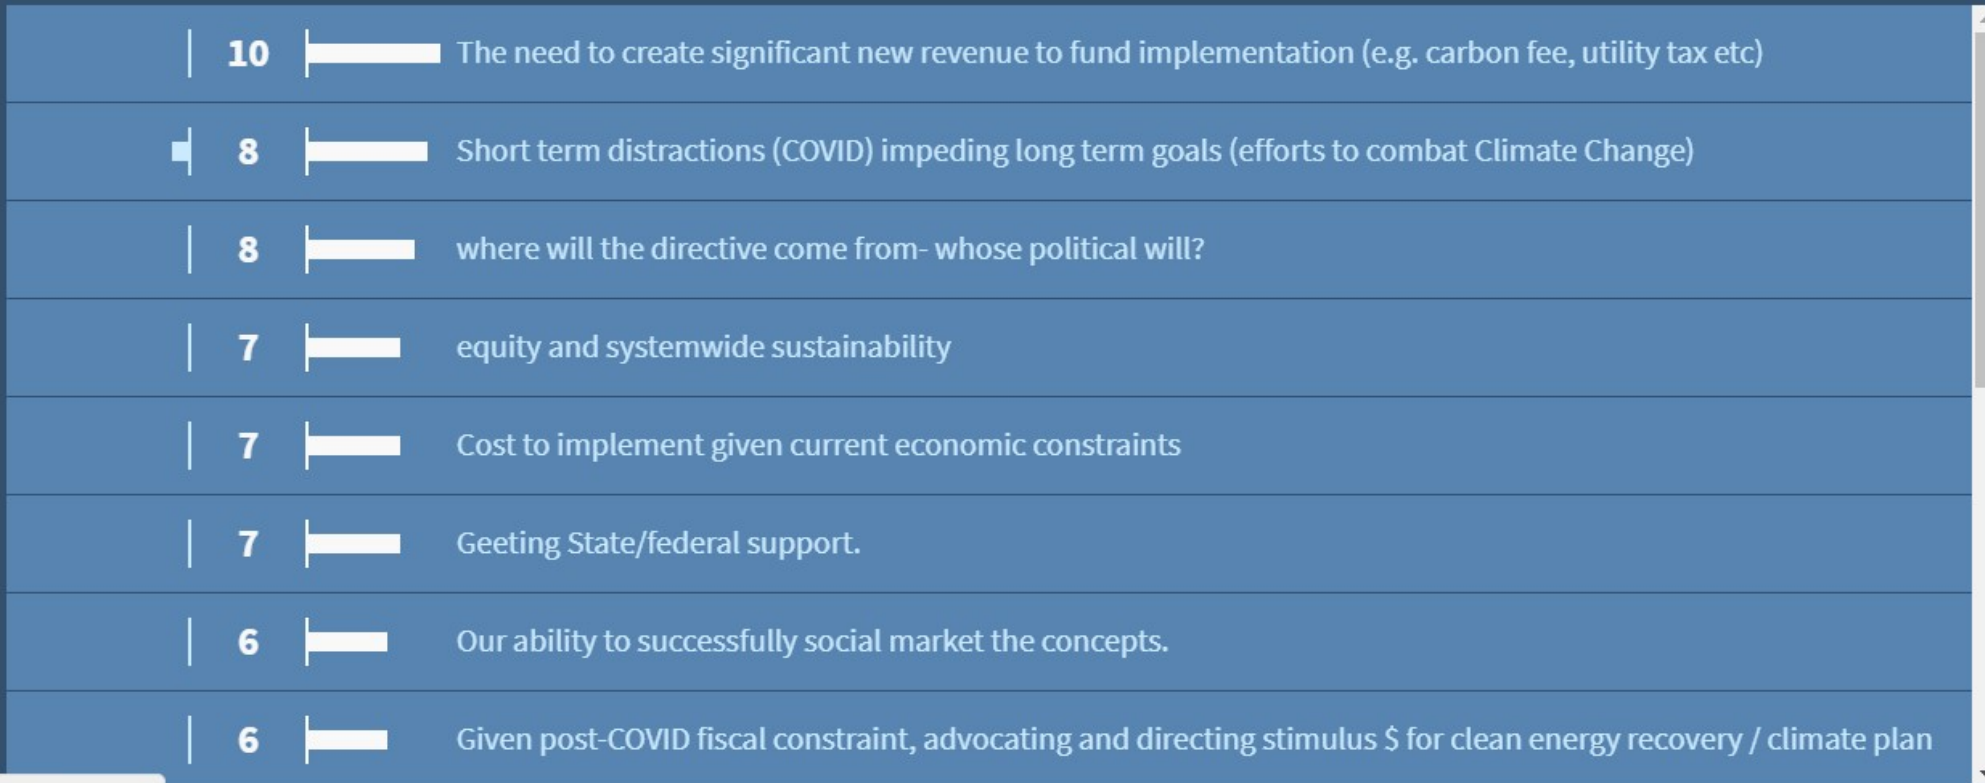 10 The need to create significant new revenue to fund implementation (e.g. carbon fee, utility tax etc)
8 Short term distractions (COVID) impeding long term goals (efforts to combat Climate Change)
8 where will the directive come from- whose political will?
7 equity and systemwide sustainability
7 Cost to implement given current economic constraints
7 Geeting State/federal support.
6 Our ability to successfully social market the concepts.
6 Given post-COVID fiscal constraint, advocating and directing stimulus $ for clean energy recovery / climate plan